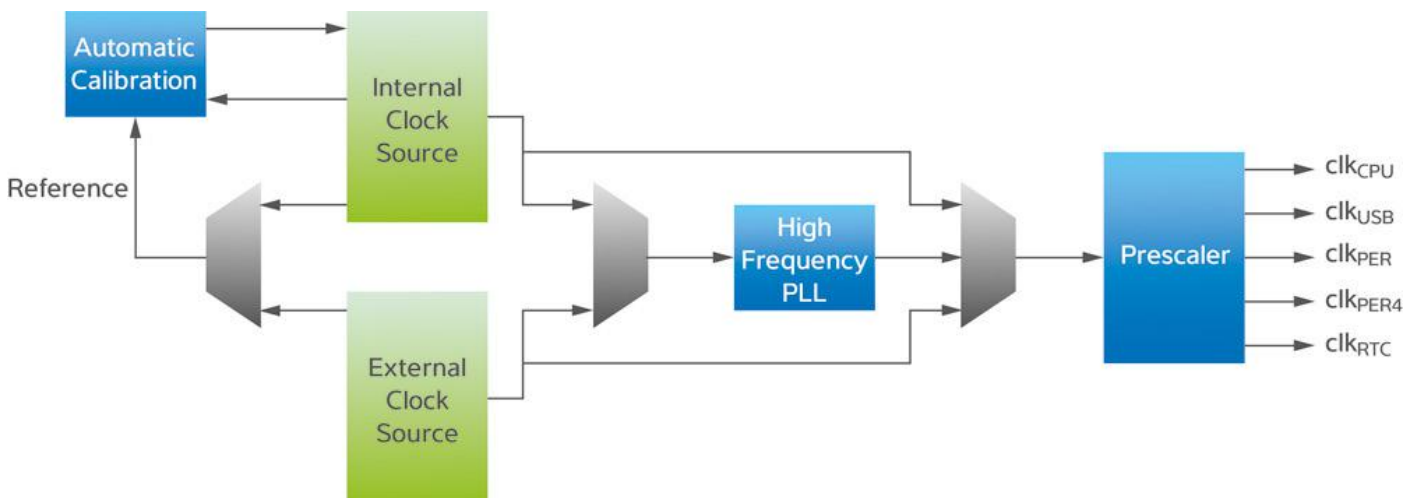 Automatic
Calibration
Internal
Clock
Source
Reference
High
Frequency
PLL
External
Clock
Source
Prescaler
clkCPU
clkUSB
clkPER
clkPER4
clkRTC